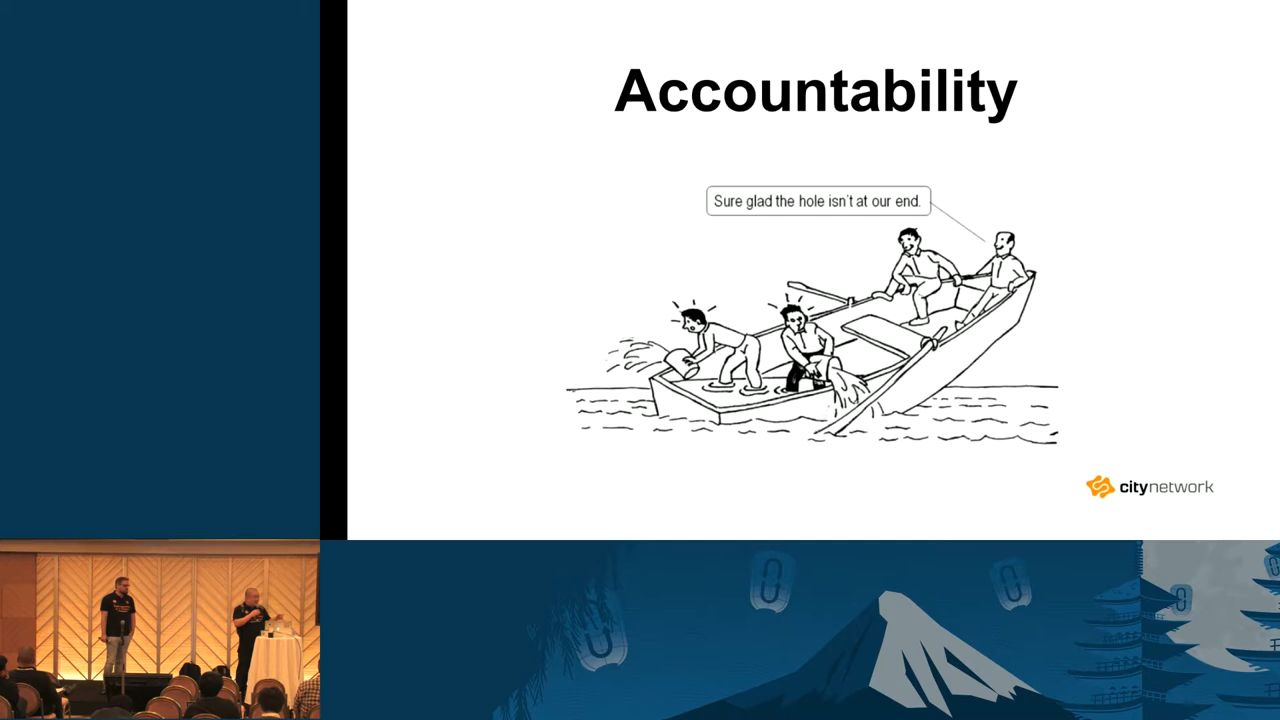 Accountability
Sure glad the hole isn't at our end.
citynetwork